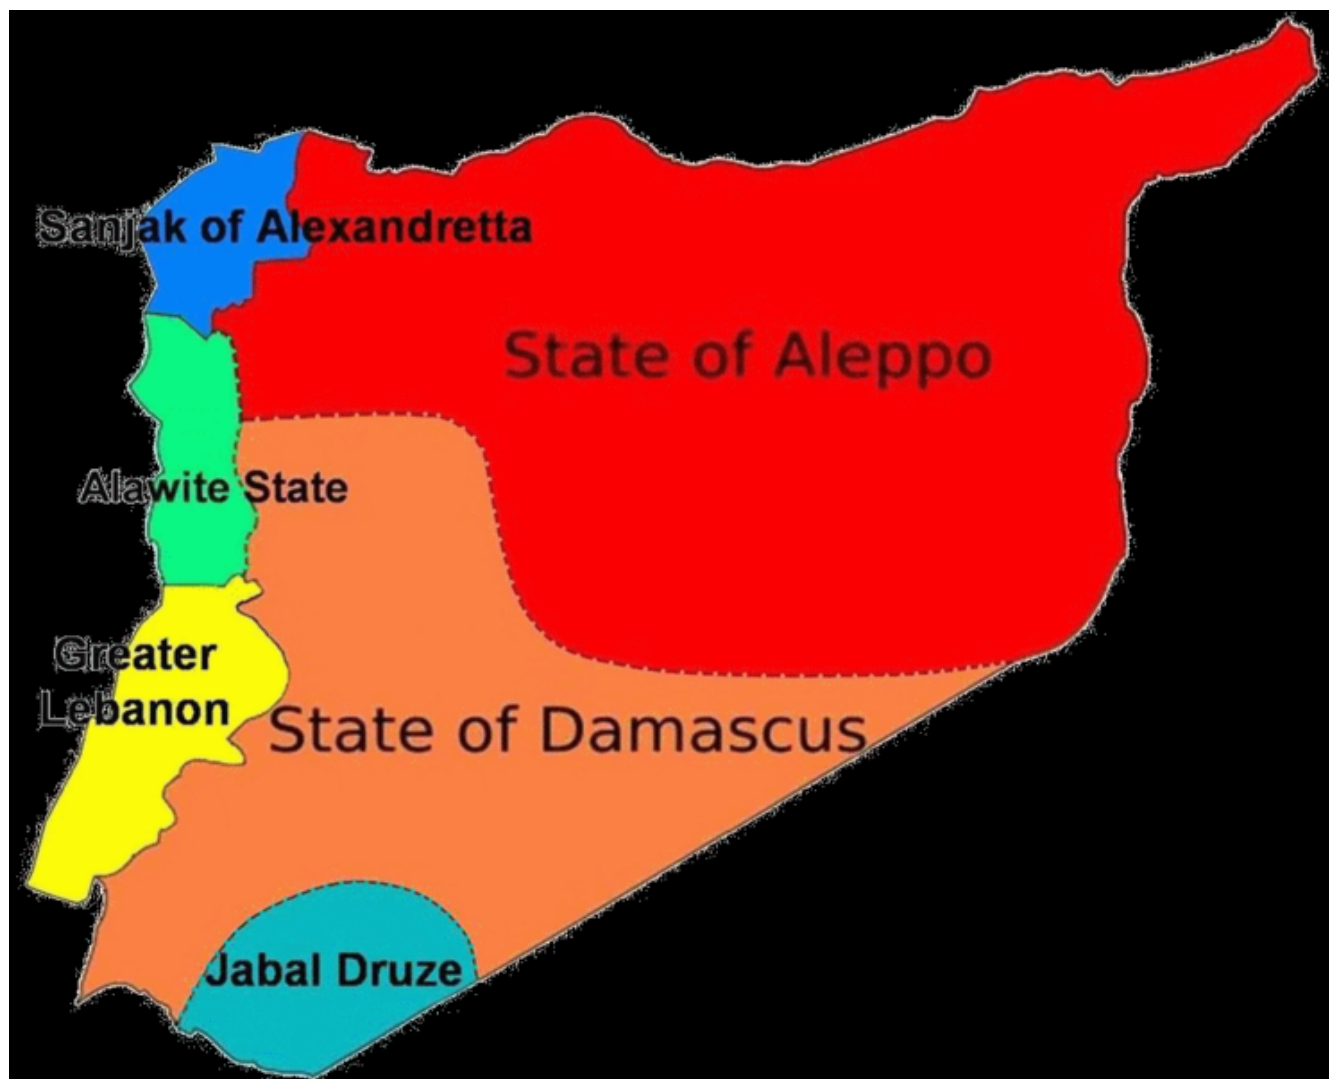 Sanjak of Alexandretta
State of Aleppo
Alawite State
Greater
Lebanon
State of Damascus
Jabal Druze